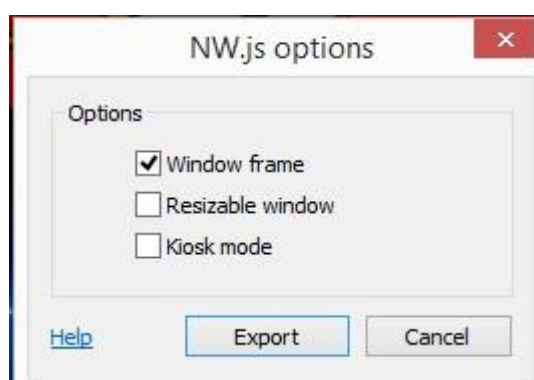 NW.js options
Options
Window frame
Resizable window
Kiosk mode
Help Export Cancel